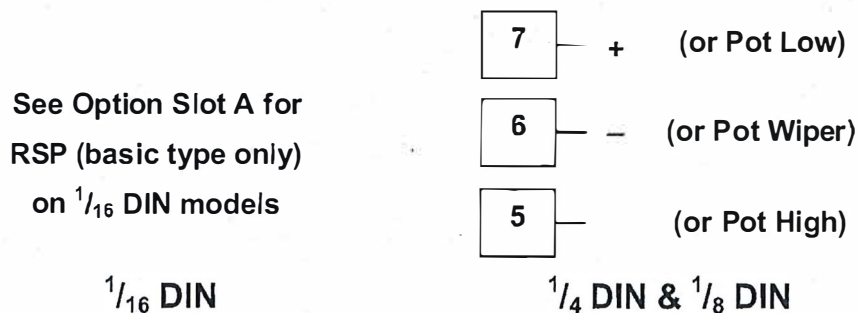 See Option Slot A for
RSP (basic type only)
on 1/16 DIN models
1/16 DIN
7 + (or Pot Low)
6 – (or Pot Wiper)
5 (or Pot High)
1/4 DIN & 1/8 DIN